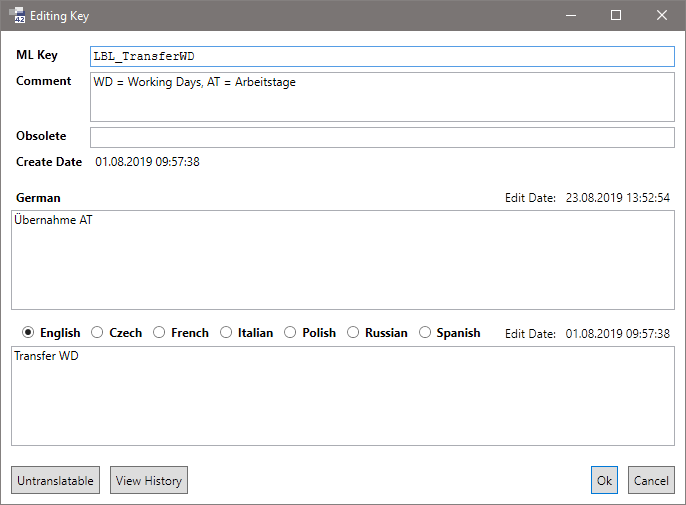 42 Editing Key
ML Key LBL_TransferWD
Comment WD = Working Days, AT = Arbeitstage
Obsolete
Create Date 01.08.2019 09:57:38
German Edit Date: 23.08.2019 13:52:54
Übernahme AT
English Czech French Italian Polish Russian Spanish Edit Date: 01.08.2019 09:57:38
Transfer WD
Untranslatable View History Ok Cancel